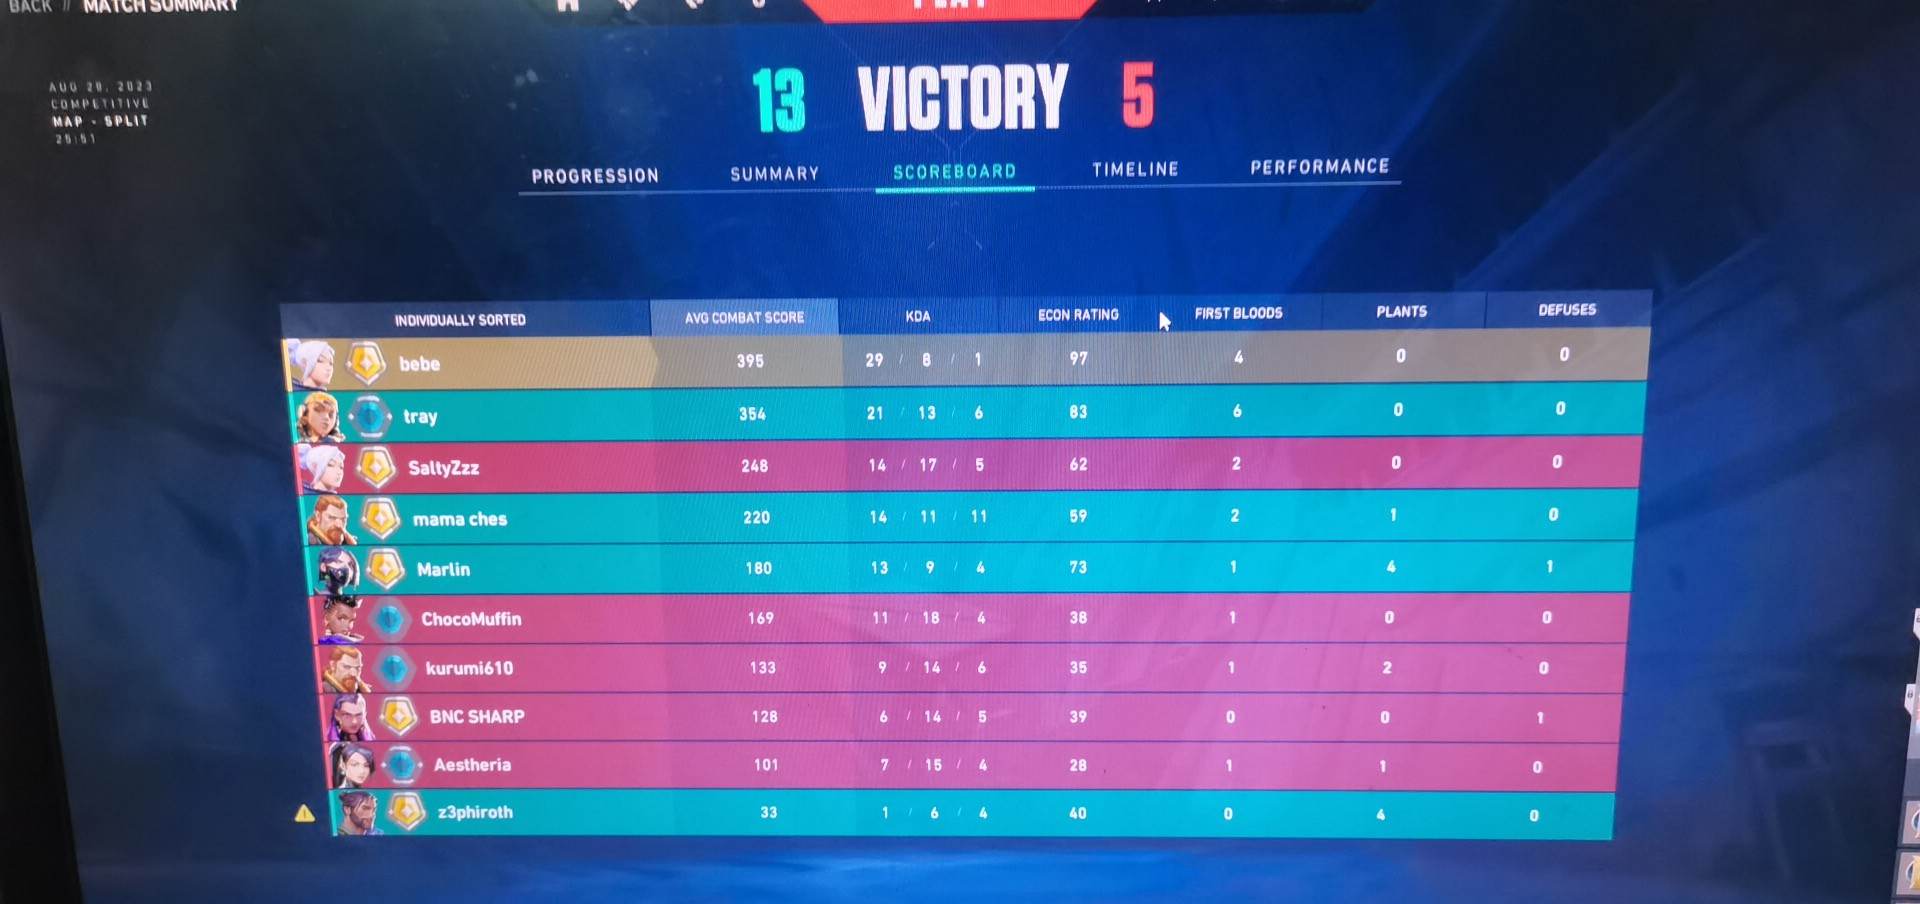 BACK // MATCH SUMMARY
PLAY
AUG 28, 2023
COMPETITIVE
MAP - SPLIT
13 VICTORY 5
PROGRESSION SUMMARY SCOREBOARD TIMELINE PERFORMANCE
INDIVIDUALLY SORTED AVG COMBAT SCORE KDA ECON RATING FIRST BLOODS PLANTS DEFUSES
bebe 395 29 / 8 / 1 97 4 0 0
tray 354 21 / 13 / 6 83 6 0 0
SaltyZzz 248 14 / 17 / 5 62 2 0 0
mama ches 220 14 / 11 / 11 59 2 1 0
Marlin 180 13 / 9 / 4 73 1 4 1
ChocoMuffin 169 11 / 18 / 4 38 1 0 0
kurumi610 133 9 / 14 / 6 35 1 2 0
BNC SHARP 128 6 / 14 / 5 39 0 0 1
Aestheria 101 7 / 15 / 4 28 1 1 0
z3phiroth 33 1 / 6 / 4 40 0 4 0